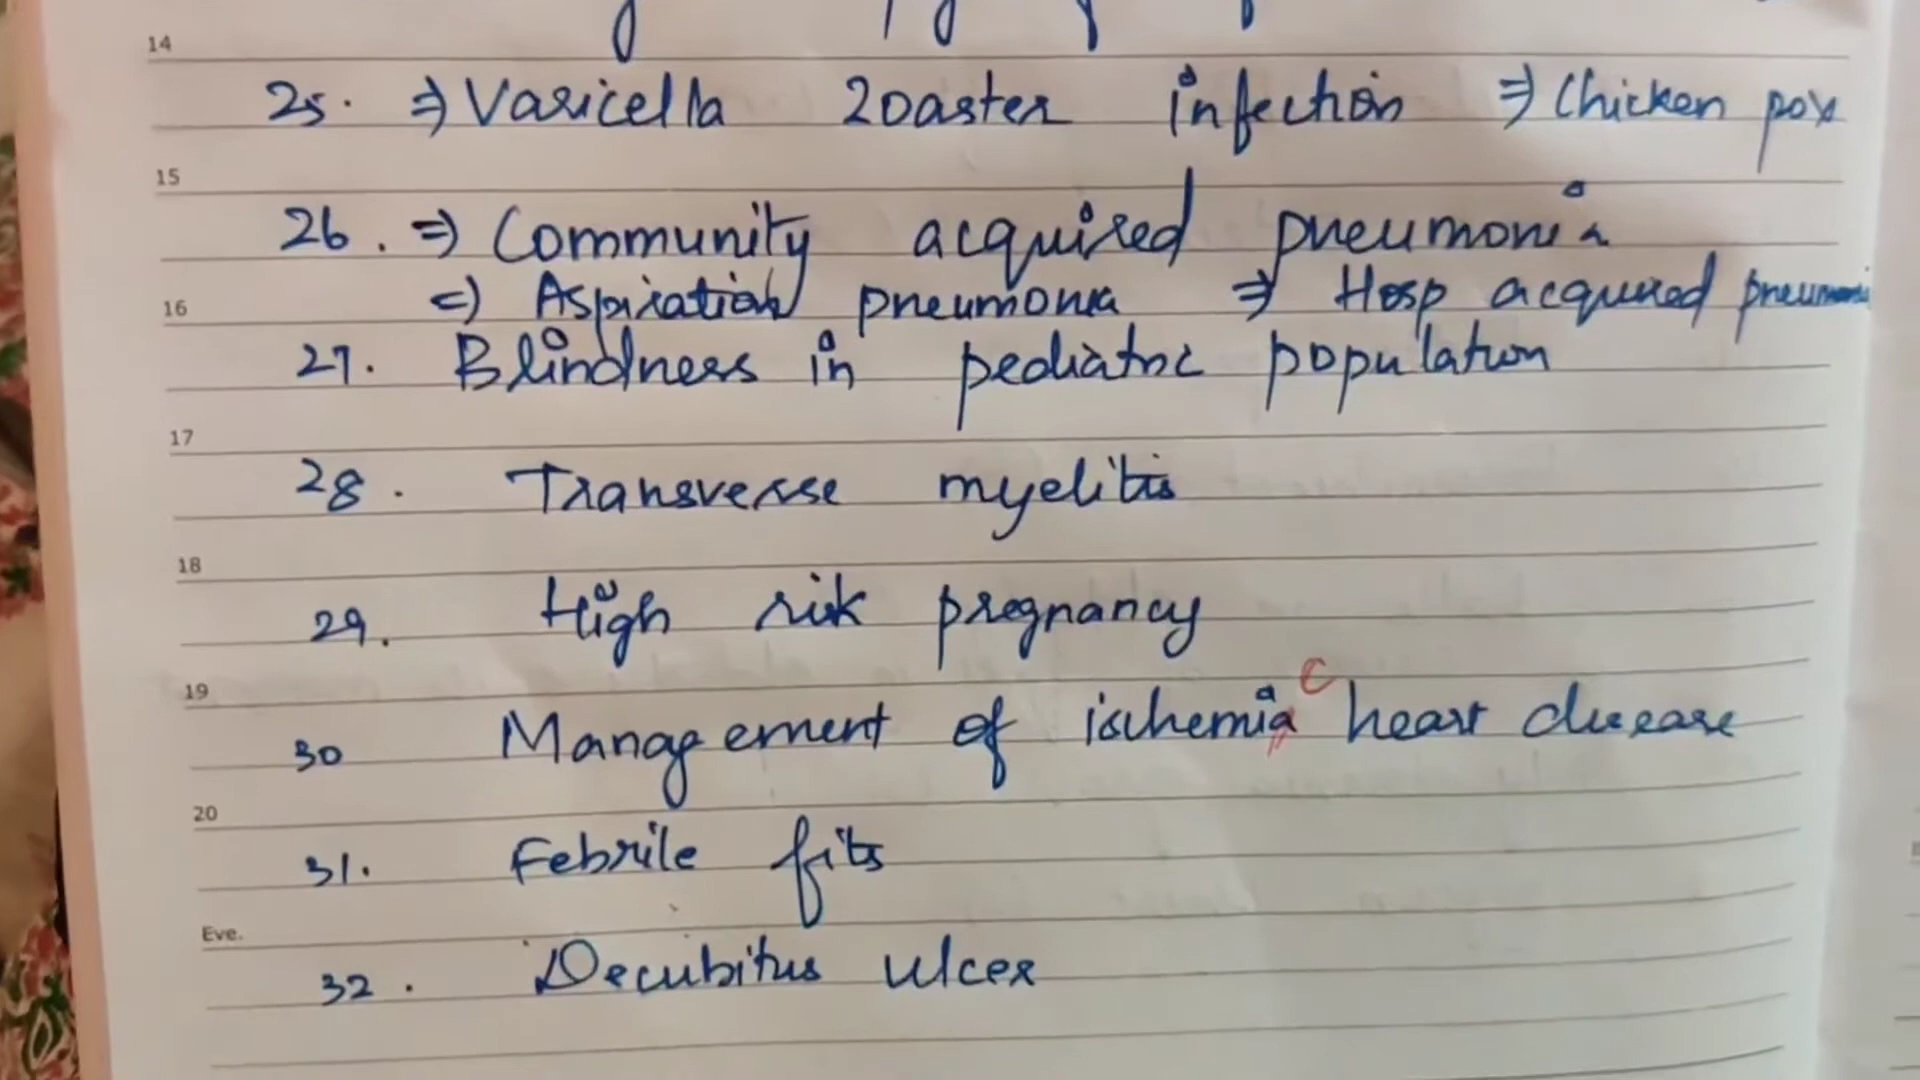 14
25. ⇒ Varicella Zoaster infection ⇒ Chicken pox
15
26. ⇒ Community acquired pneumonia
16
⇒ Aspiration pneumonia ⇒ Hosp acquired pneumonia
27. Blindness in pediatric population
17
28. Transverse myelitis
18
29. High risk pregnancy
19
30 Management of ischemic heart disease
20
31. Febrile fits
Eve.
32. Decubitus ulcer